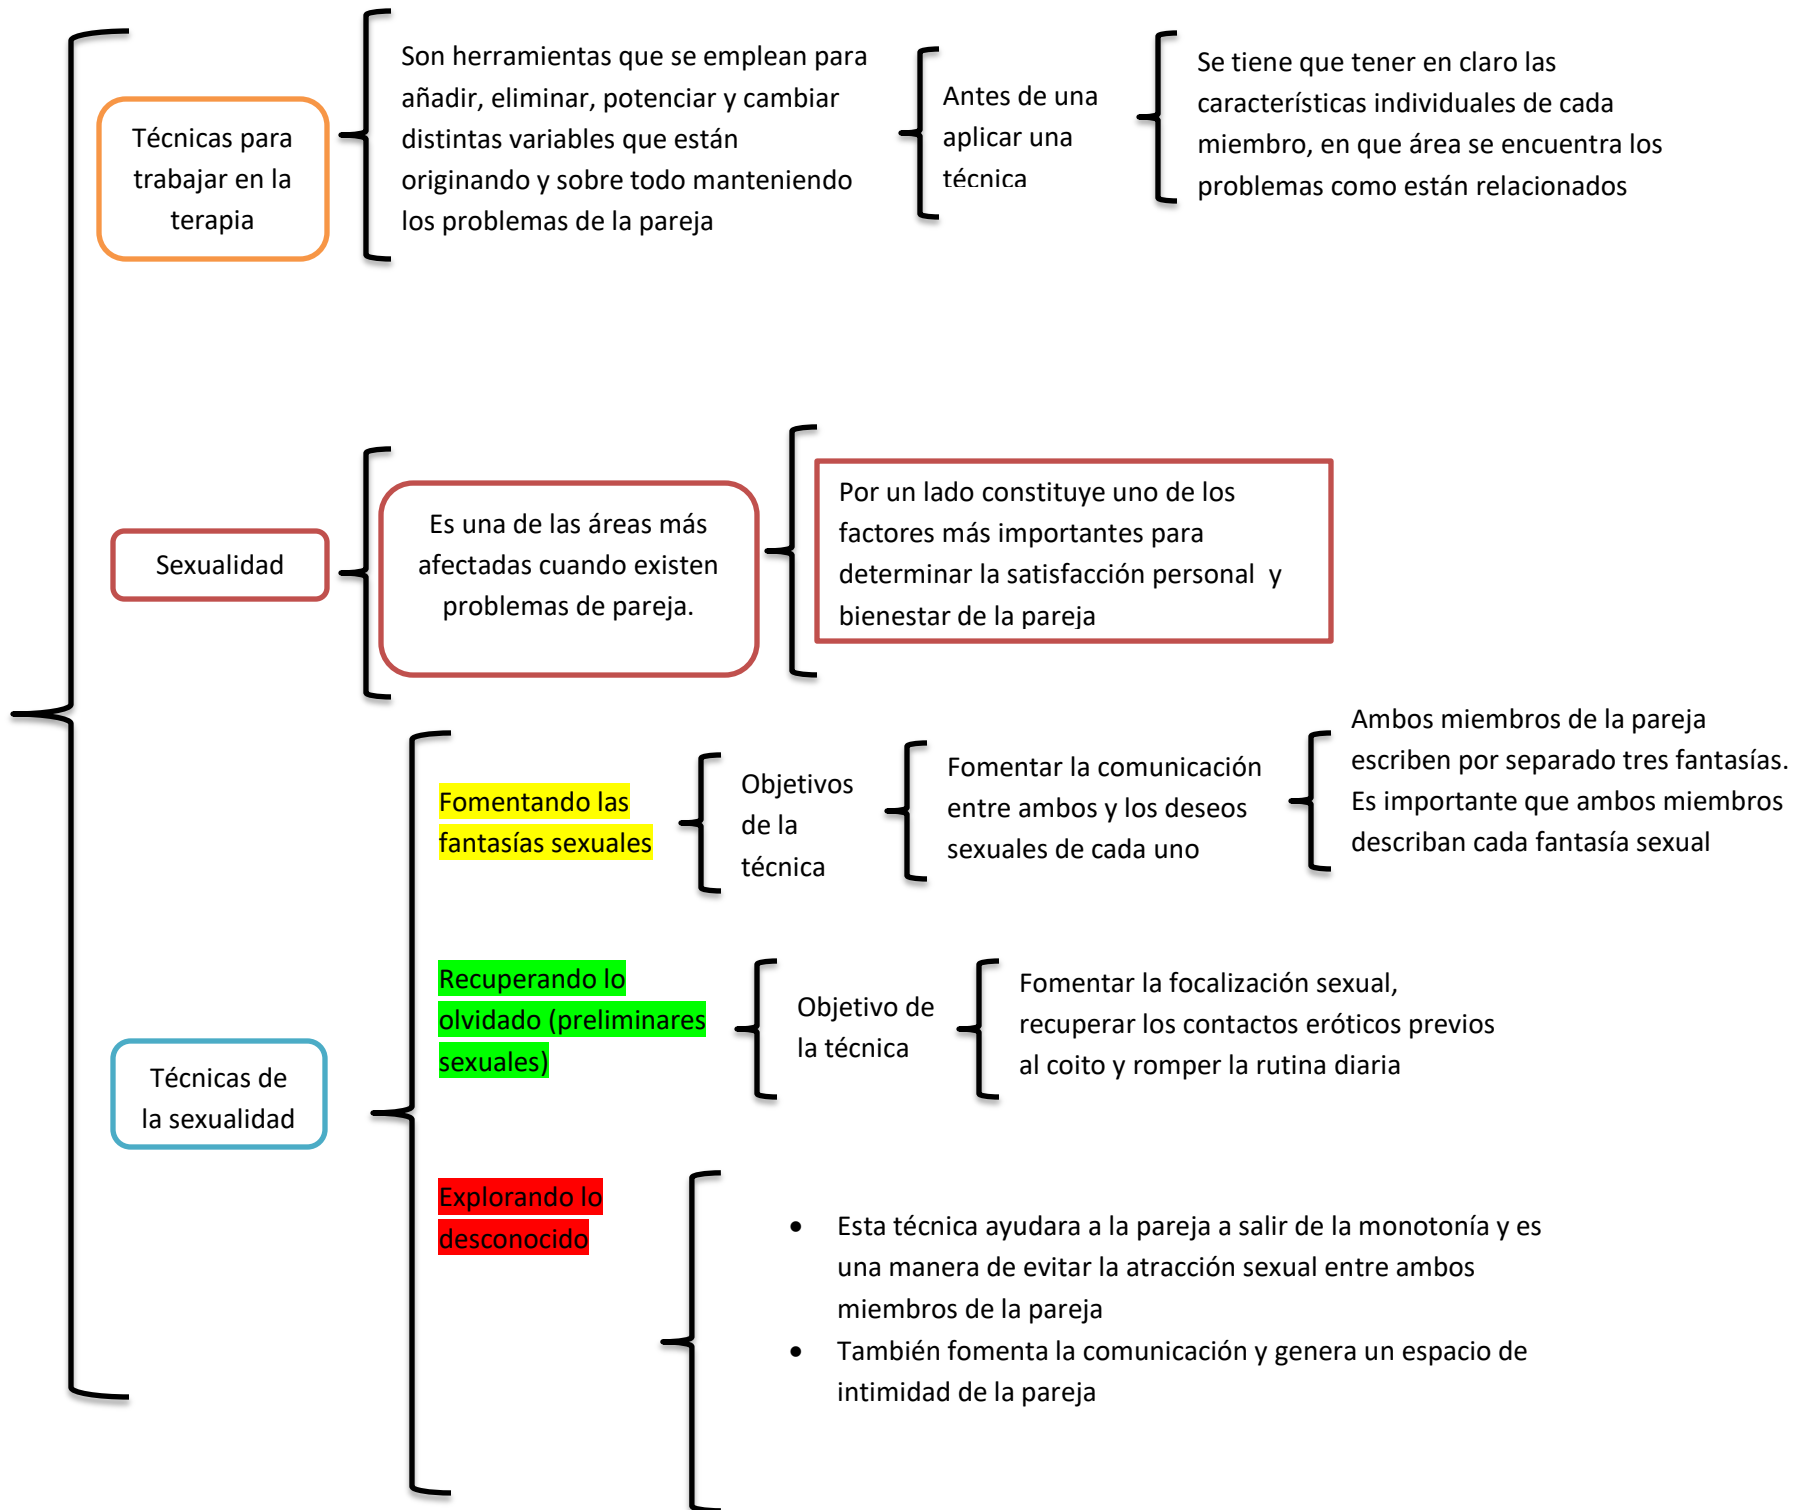 Técnicas para
trabajar en la
terapia
Son herramientas que se emplean para
añadir, eliminar, potenciar y cambiar
distintas variables que están
originando y sobre todo manteniendo
los problemas de la pareja
Antes de una
aplicar una
técnica
Se tiene que tener en claro las
características individuales de cada
miembro, en que área se encuentra los
problemas como están relacionados
Sexualidad
Es una de las áreas más
afectadas cuando existen
problemas de pareja.
Por un lado constituye uno de los
factores más importantes para
determinar la satisfacción personal  y
bienestar de la pareja
Técnicas de
la sexualidad
Fomentando las
fantasías sexuales
Objetivos
de la
técnica
Fomentar la comunicación
entre ambos y los deseos
sexuales de cada uno
Ambos miembros de la pareja
escriben por separado tres fantasías.
Es importante que ambos miembros
describan cada fantasía sexual
Recuperando lo
olvidado (preliminares
sexuales)
Objetivo de
la técnica
Fomentar la focalización sexual,
recuperar los contactos eróticos previos
al coito y romper la rutina diaria
Explorando lo
desconocido
• Esta técnica ayudara a la pareja a salir de la monotonía y es
una manera de evitar la atracción sexual entre ambos
miembros de la pareja
• También fomenta la comunicación y genera un espacio de
intimidad de la pareja